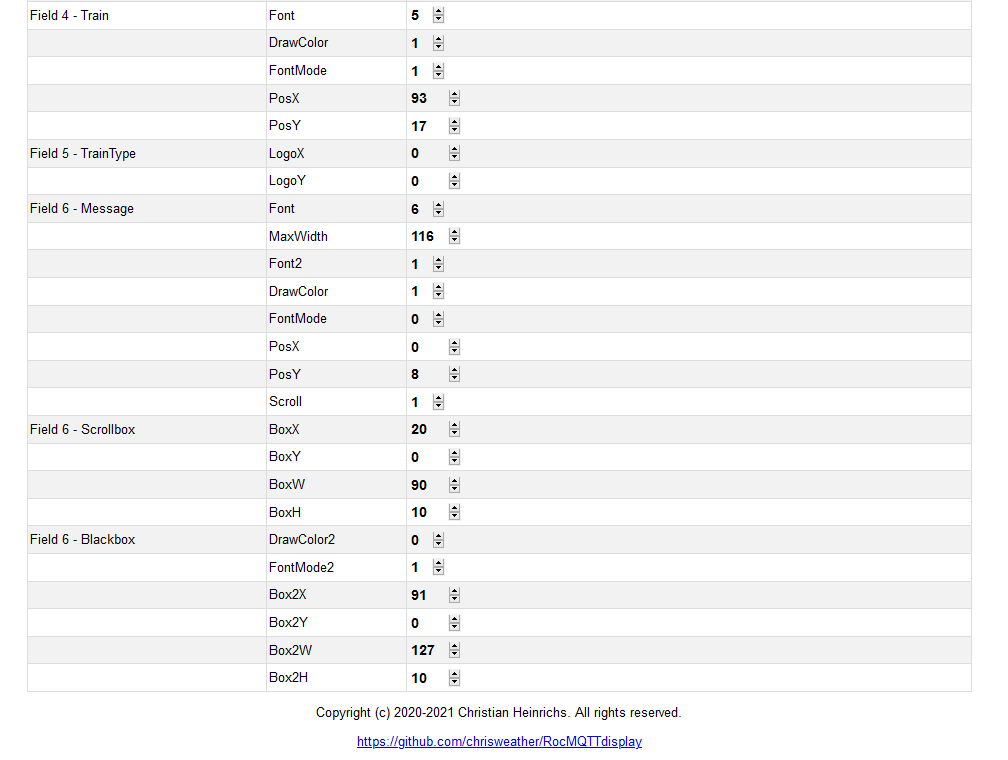 Field 4 - Train Font 5
DrawColor 1
FontMode 1
PosX 93
PosY 17
Field 5 - TrainType LogoX 0
LogoY 0
Field 6 - Message Font 6
MaxWidth 116
Font2 1
DrawColor 1
FontMode 0
PosX 0
PosY 8
Scroll 1
Field 6 - Scrollbox BoxX 20
BoxY 0
BoxW 90
BoxH 10
Field 6 - Blackbox DrawColor2 0
FontMode2 1
Box2X 91
Box2Y 0
Box2W 127
Box2H 10
Copyright (c) 2020-2021 Christian Heinrichs. All rights reserved.
https://github.com/chrisweather/RocMQTTdisplay